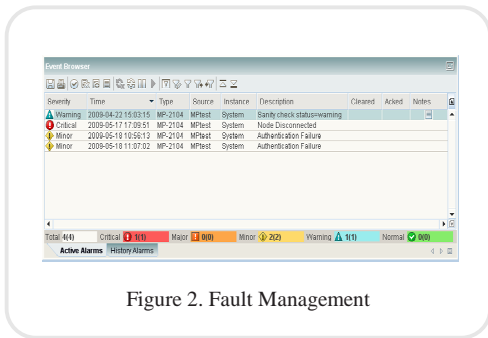 Event Browser
Severity Time Type Source Instance Description Cleared Acked Notes
Warning 2009-04-22 15:03:15 MP-2104 MPtest System Sanity check status=warning
Critical 2009-05-17 17:09:51 MP-2104 MPtest System Node Disconnected
Minor 2009-05-18 10:56:13 MP-2104 MPtest System Authentication Failure
Minor 2009-05-18 11:07:02 MP-2104 MPtest System Authentication Failure
Total 4(4) Critical 1(1) Major 0(0) Minor 2(2) Warning 1(1) Normal 0(0)
Active Alarms History Alarms
Figure 2. Fault Management